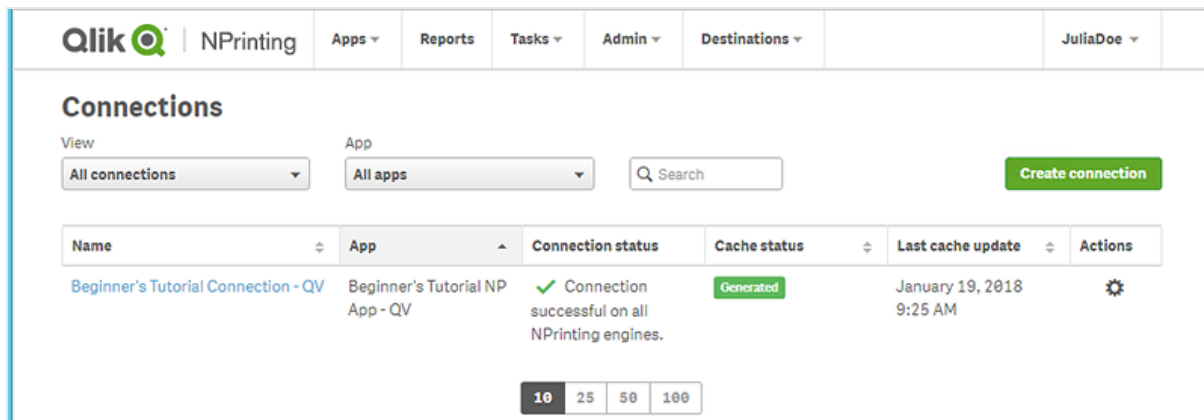 Qlik NPrinting Apps Reports Tasks Admin Destinations JuliaDoe
Connections
View App
All connections All apps Search Create connection
Name App Connection status Cache status Last cache update Actions
Beginner's Tutorial Connection - QV Beginner's Tutorial NP Connection Generated January 19, 2018
App - QV successful on all 9:25 AM
NPrinting engines.
10 25 50 100